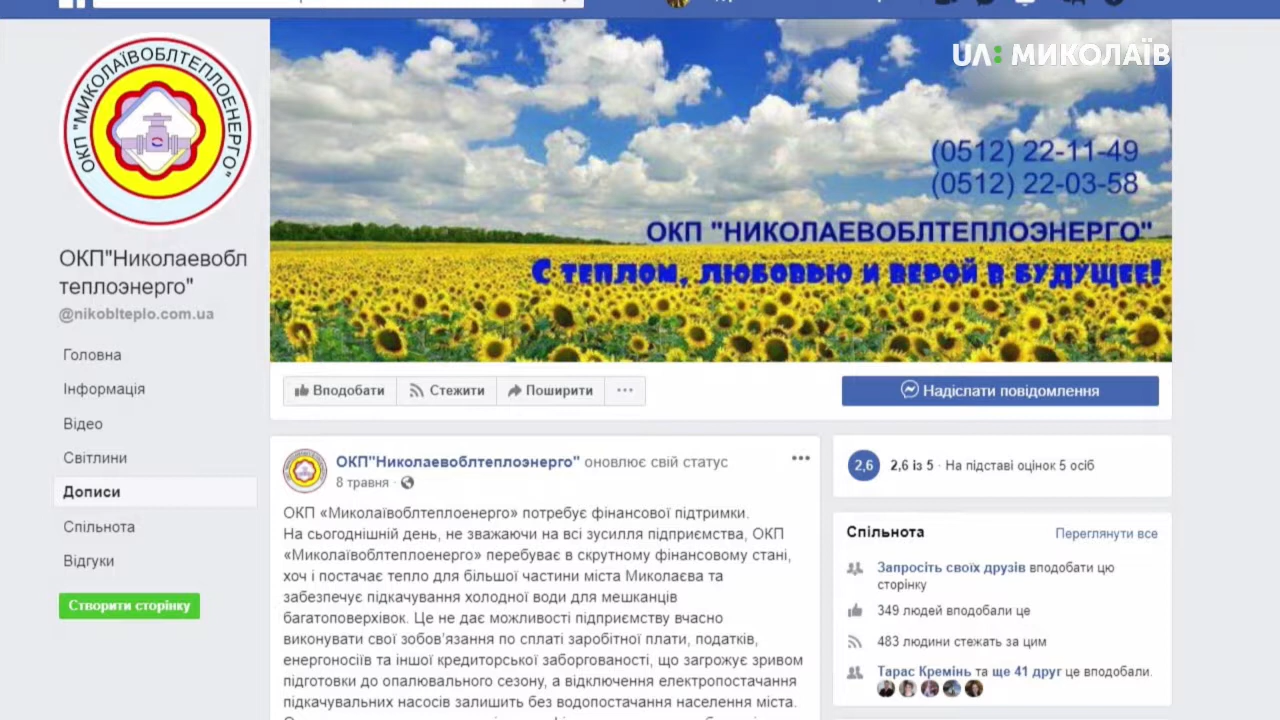 UA: МИКОЛАЇВ
ОКП "МИКОЛАЇВОБЛТЕПЛОЕНЕРГО"
(0512) 22-11-49
(0512) 22-03-58
ОКП "НИКОЛАЕВОБЛТЕПЛОЭНЕРГО"
С теплом, любовью и верой в будущее!
ОКП"Николаевобл
теплоэнерго"
@nikoblteplo.com.ua
Головна
Інформація
Відео
Світлини
Дописи
Спільнота
Відгуки
Створити сторінку
Вподобати
Стежити
Поширити
Надіслати повідомлення
ОКП"Николаевоблтеплоэнерго" оновлює свій статус
8 травня ·
ОКП «Миколаївоблтеплоенерго» потребує фінансової підтримки.
На сьогоднішній день, не зважаючи на всі зусилля підприємства, ОКП
«Миколаївоблтеплоенерго» перебуває в скрутному фінансовому стані,
хоч і постачає тепло для більшої частини міста Миколаєва та
забезпечує підкачування холодної води для мешканців
багатоповерхівок. Це не дає можливості підприємству вчасно
виконувати свої зобов’язання по сплаті заробітної плати, податків,
енергоносіїв та іншої кредиторської заборгованості, що загрожує зривом
підготовки до опалювального сезону, а відключення електропостачання
підкачувальних насосів залишить без водопостачання населення міста.
2,6
2,6 із 5 · На підставі оцінок 5 осіб
Спільнота
Переглянути все
Запросіть своїх друзів вподобати цю
сторінку
349 людей вподобали це
483 людини стежать за цим
Тарас Кремінь та ще 41 друг це вподобали.